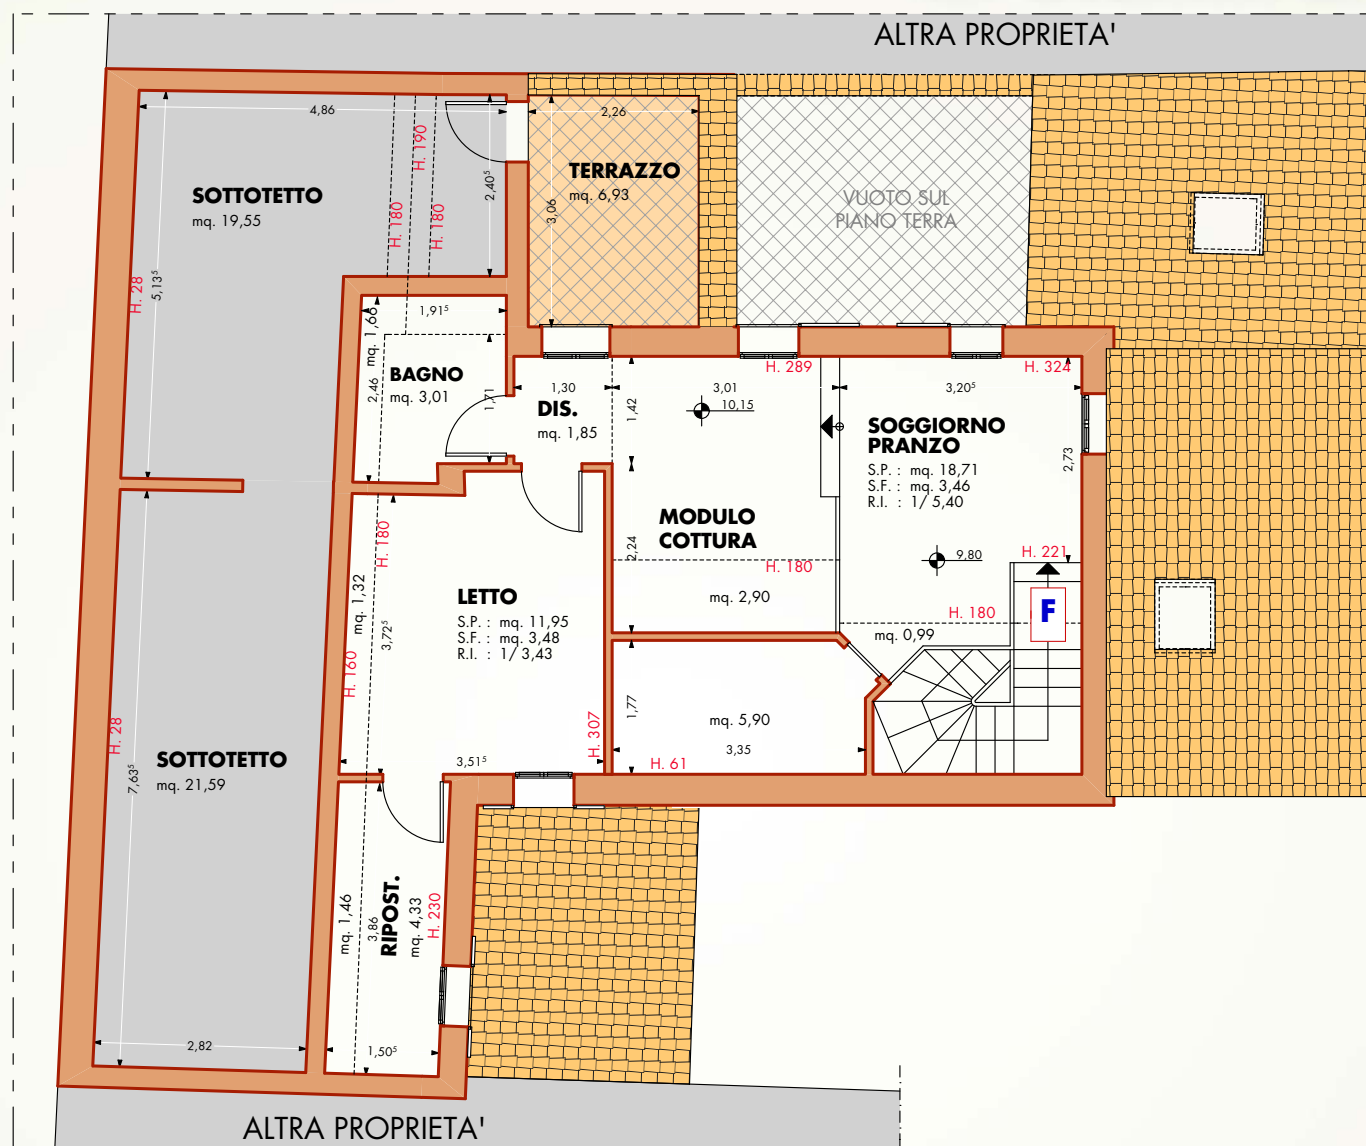 ALTRA PROPRIETA'
4,86
2,26
H. 190
SOTTOTETTO
mq. 19,55
TERRAZZO
mq. 6,93
2,40⁵
3,06
VUOTO SUL
PIANO TERRA
H. 180
H. 180
H. 28
5,13⁵
1,91⁵
mq. 1,66
2,46
BAGNO
mq. 3,01
1,71
1,30
DIS.
mq. 1,85
1,42
H. 289
3,01
10,15
H. 324
3,20⁵
SOGGIORNO
PRANZO
S.P. : mq. 18,71
S.F. : mq. 3,46
R.I. : 1/ 5,40
2,73
MODULO
COTTURA
2,24
H. 180
9,80
H. 221
H. 180
mq. 1,32
3,72⁵
LETTO
S.P. : mq. 11,95
S.F. : mq. 3,48
R.I. : 1/ 3,43
mq. 2,90
H. 180
F
mq. 0,99
H. 160
H. 28
H. 307
1,77
mq. 5,90
3,35
H. 61
3,51⁵
SOTTOTETTO
mq. 21,59
7,63⁵
mq. 1,46
3,86
RIPOST.
mq. 4,33
H. 230
2,82
1,50⁵
ALTRA PROPRIETA'